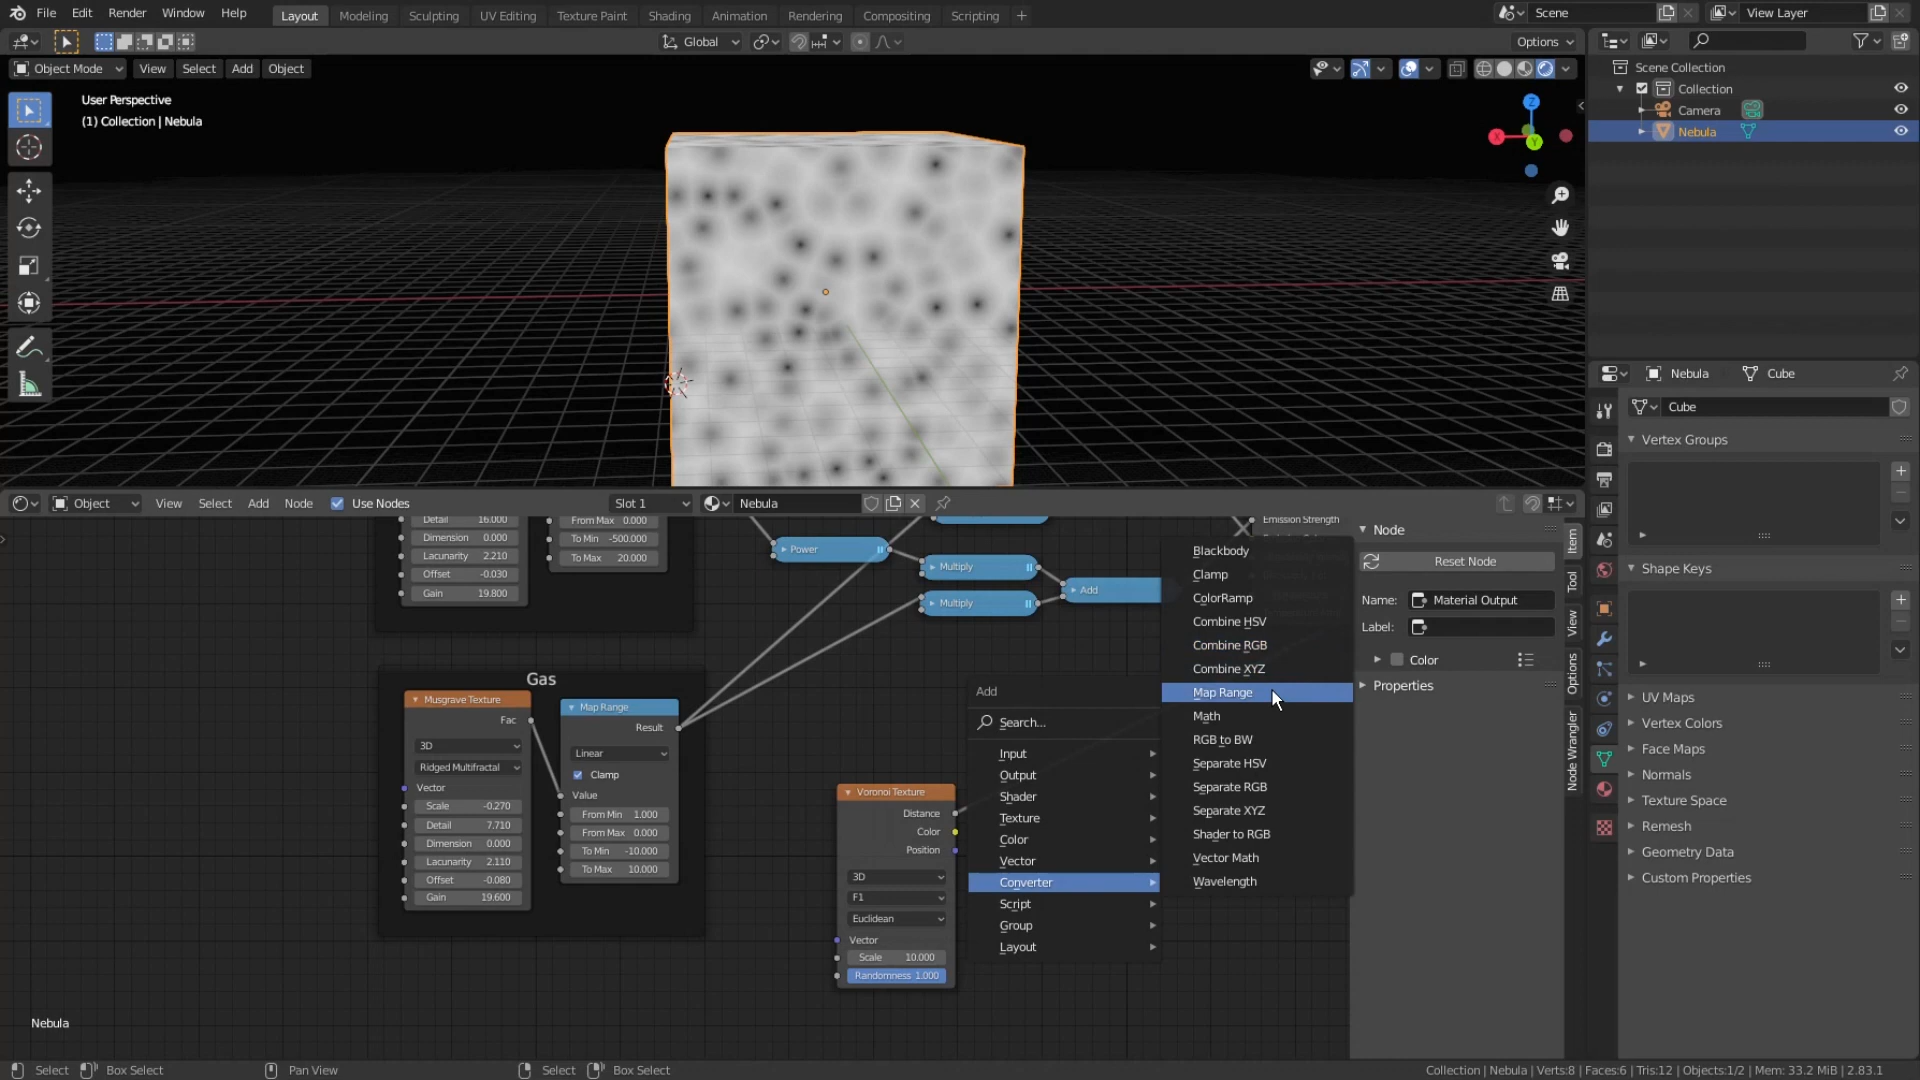 File Edit Render Window Help Layout Modeling Sculpting UV Editing Texture Paint Shading Animation Rendering Compositing Scripting + Scene View Layer
Global Options
Object Mode View Select Add Object
User Perspective
(1) Collection | Nebula
Z
X
Y
Scene Collection
Collection
Camera
Nebula
Nebula Cube
Cube
Vertex Groups
Shape Keys
UV Maps
Vertex Colors
Face Maps
Normals
Texture Space
Remesh
Geometry Data
Custom Properties
Object View Select Add Node Use Nodes Slot 1 Nebula
Detail 16.000
Dimension 0.000
Lacunarity 2.210
Offset -0.030
Gain 19.800
From Max 0.000
To Min -500.000
To Max 20.000
Power
Multiply
Multiply
Add
Emission Strength
Gas
Musgrave Texture
Fac
3D
Ridged Multifractal
Vector
Scale -0.270
Detail 7.710
Dimension 0.000
Lacunarity 2.110
Offset -0.080
Gain 19.600
Map Range
Result
Linear
Clamp
Value
From Min 1.000
From Max 0.000
To Min -10.000
To Max 10.000
Voronoi Texture
Distance
Color
Position
3D
F1
Euclidean
Vector
Scale 10.000
Randomness 1.000
Add
Search...
Input
Output
Shader
Texture
Color
Vector
Converter
Script
Group
Layout
Blackbody
Clamp
ColorRamp
Combine HSV
Combine RGB
Combine XYZ
Map Range
Math
RGB to BW
Separate HSV
Separate RGB
Separate XYZ
Shader to RGB
Vector Math
Wavelength
Node
Reset Node
Name: Material Output
Label:
Color
Properties
Item
Tool
View
Options
Node Wrangler
Nebula
Select Box Select Pan View Select Box Select Collection | Nebula | Verts:8 | Faces:6 | Tris:12 | Objects:1/2 | Mem: 33.2 MiB | 2.83.1